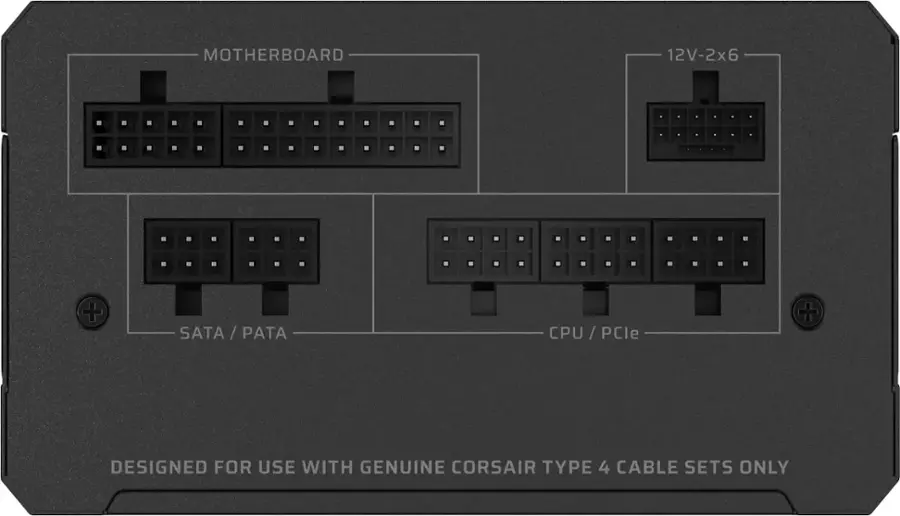 MOTHERBOARD
12V-2x6
SATA / PATA
CPU / PCIe
DESIGNED FOR USE WITH GENUINE CORSAIR TYPE 4 CABLE SETS ONLY